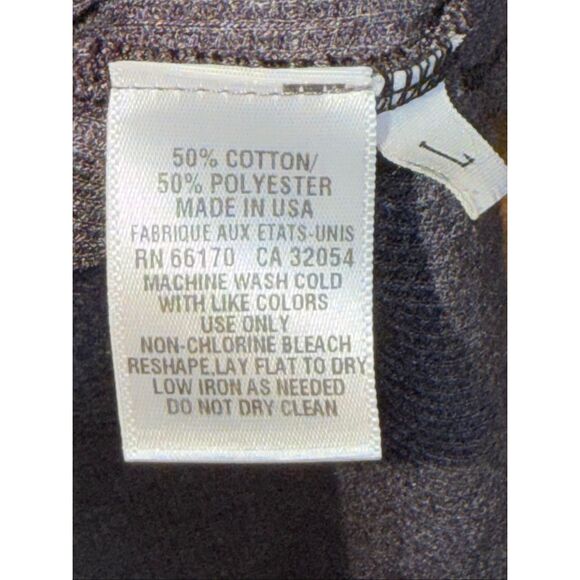 50% COTTON/
50% POLYESTER
MADE IN USA
FABRIQUE AUX ETATS-UNIS
RN 66170 CA 32054
MACHINE WASH COLD
WITH LIKE COLORS
USE ONLY
NON-CHLORINE BLEACH
RESHAPE,LAY FLAT TO DRY
LOW IRON AS NEEDED
DO NOT DRY CLEAN